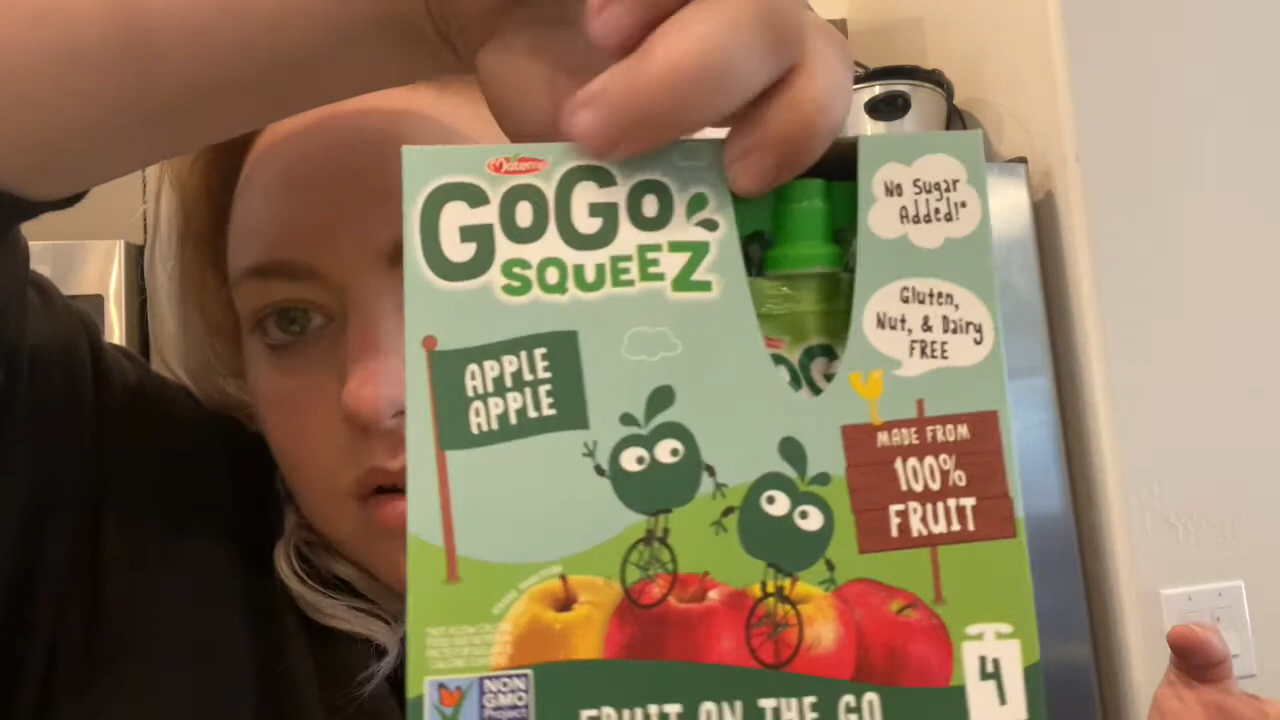 Materne
GOGO
SQUEEZ
No Sugar
Added!*
Gluten,
Nut, & Dairy
FREE
APPLE
APPLE
MADE FROM
100%
FRUIT
NON
GMO
Project
FRUIT ON THE GO
4